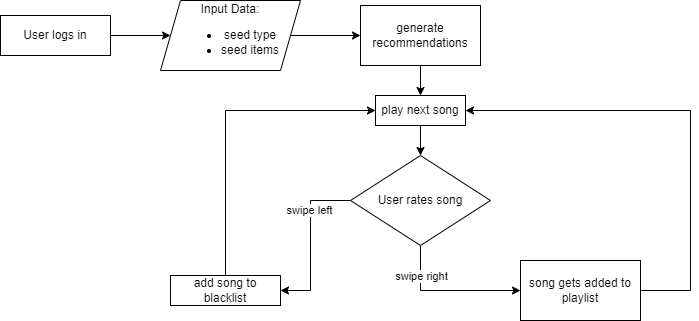 User logs in
Input Data:
• seed type
• seed items
generate
recommendations
play next song
User rates song
swipe left
swipe right
add song to
blacklist
song gets added to
playlist